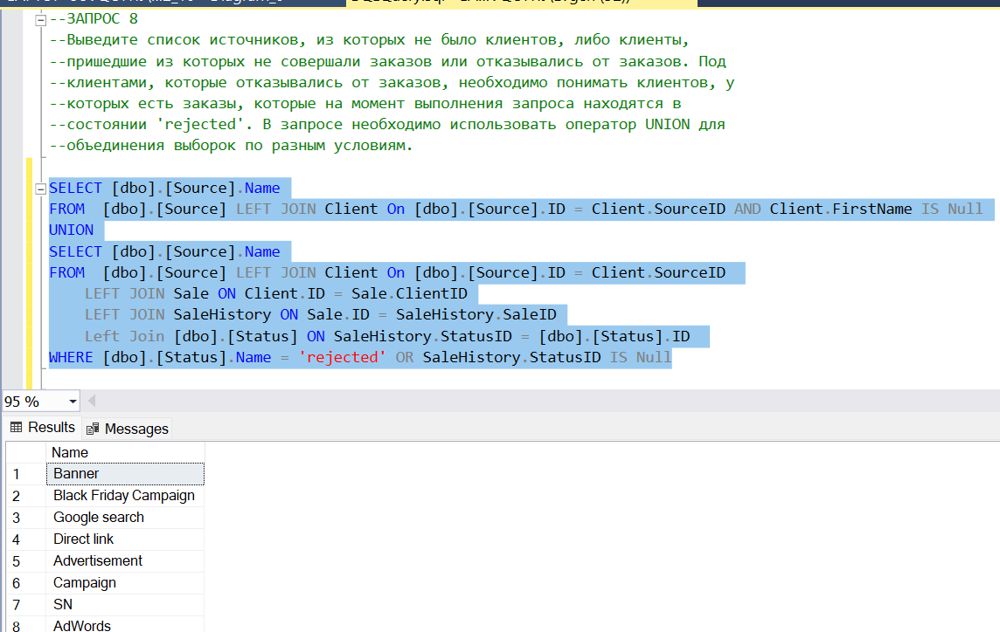 --ЗАПРОС 8
--Выведите список источников, из которых не было клиентов, либо клиенты,
--пришедшие из которых не совершали заказов или отказывались от заказов. Под
--клиентами, которые отказывались от заказов, необходимо понимать клиентов, у
--которых есть заказы, которые на момент выполнения запроса находятся в
--состоянии 'rejected'. В запросе необходимо использовать оператор UNION для
--объединения выборок по разным условиям.
SELECT [dbo].[Source].Name
FROM  [dbo].[Source] LEFT JOIN Client On [dbo].[Source].ID = Client.SourceID AND Client.FirstName IS Null
UNION
SELECT [dbo].[Source].Name
FROM  [dbo].[Source] LEFT JOIN Client On [dbo].[Source].ID = Client.SourceID
    LEFT JOIN Sale ON Client.ID = Sale.ClientID
    LEFT JOIN SaleHistory ON Sale.ID = SaleHistory.SaleID
    Left Join [dbo].[Status] ON SaleHistory.StatusID = [dbo].[Status].ID
WHERE [dbo].[Status].Name = 'rejected' OR SaleHistory.StatusID IS Null
95 %
Results Messages
Name
1 Banner
2 Black Friday Campaign
3 Google search
4 Direct link
5 Advertisement
6 Campaign
7 SN
8 AdWords